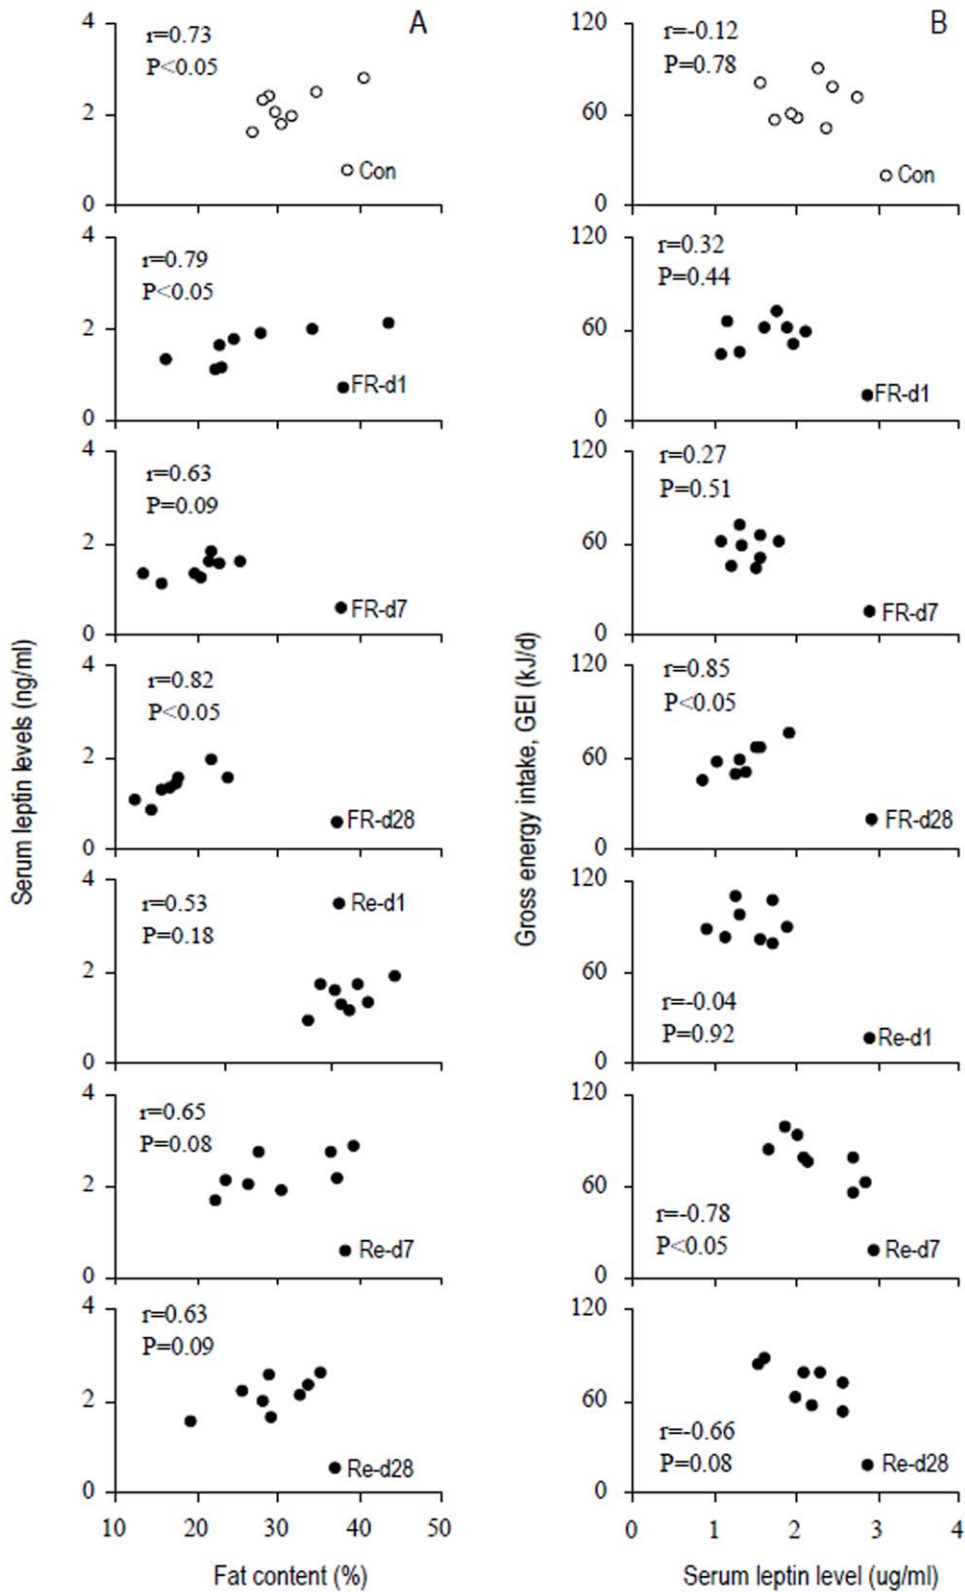 A
4
r=0.73
P<0.05
2
Con
0
4
r=0.79
P<0.05
2
FR-d1
0
4
r=0.63
P=0.09
2
FR-d7
0
4
r=0.82
P<0.05
2
FR-d28
0
4
Re-d1
r=0.53
P=0.18
2
0
4
r=0.65
P=0.08
2
Re-d7
0
4
r=0.63
P=0.09
2
Re-d28
0
10 20 30 40 50
Fat content (%)
Serum leptin levels (ng/ml)
B
120
r=-0.12
P=0.78
60
Con
0
120
r=0.32
P=0.44
60
FR-d1
0
120
r=0.27
P=0.51
60
FR-d7
0
120
r=0.85
P<0.05
60
FR-d28
0
120
60
r=-0.04
P=0.92
Re-d1
0
120
60
r=-0.78
P<0.05
Re-d7
0
120
60
r=-0.66
P=0.08
Re-d28
0
0 1 2 3 4
Serum leptin level (ug/ml)
Gross energy intake, GEI (kJ/d)